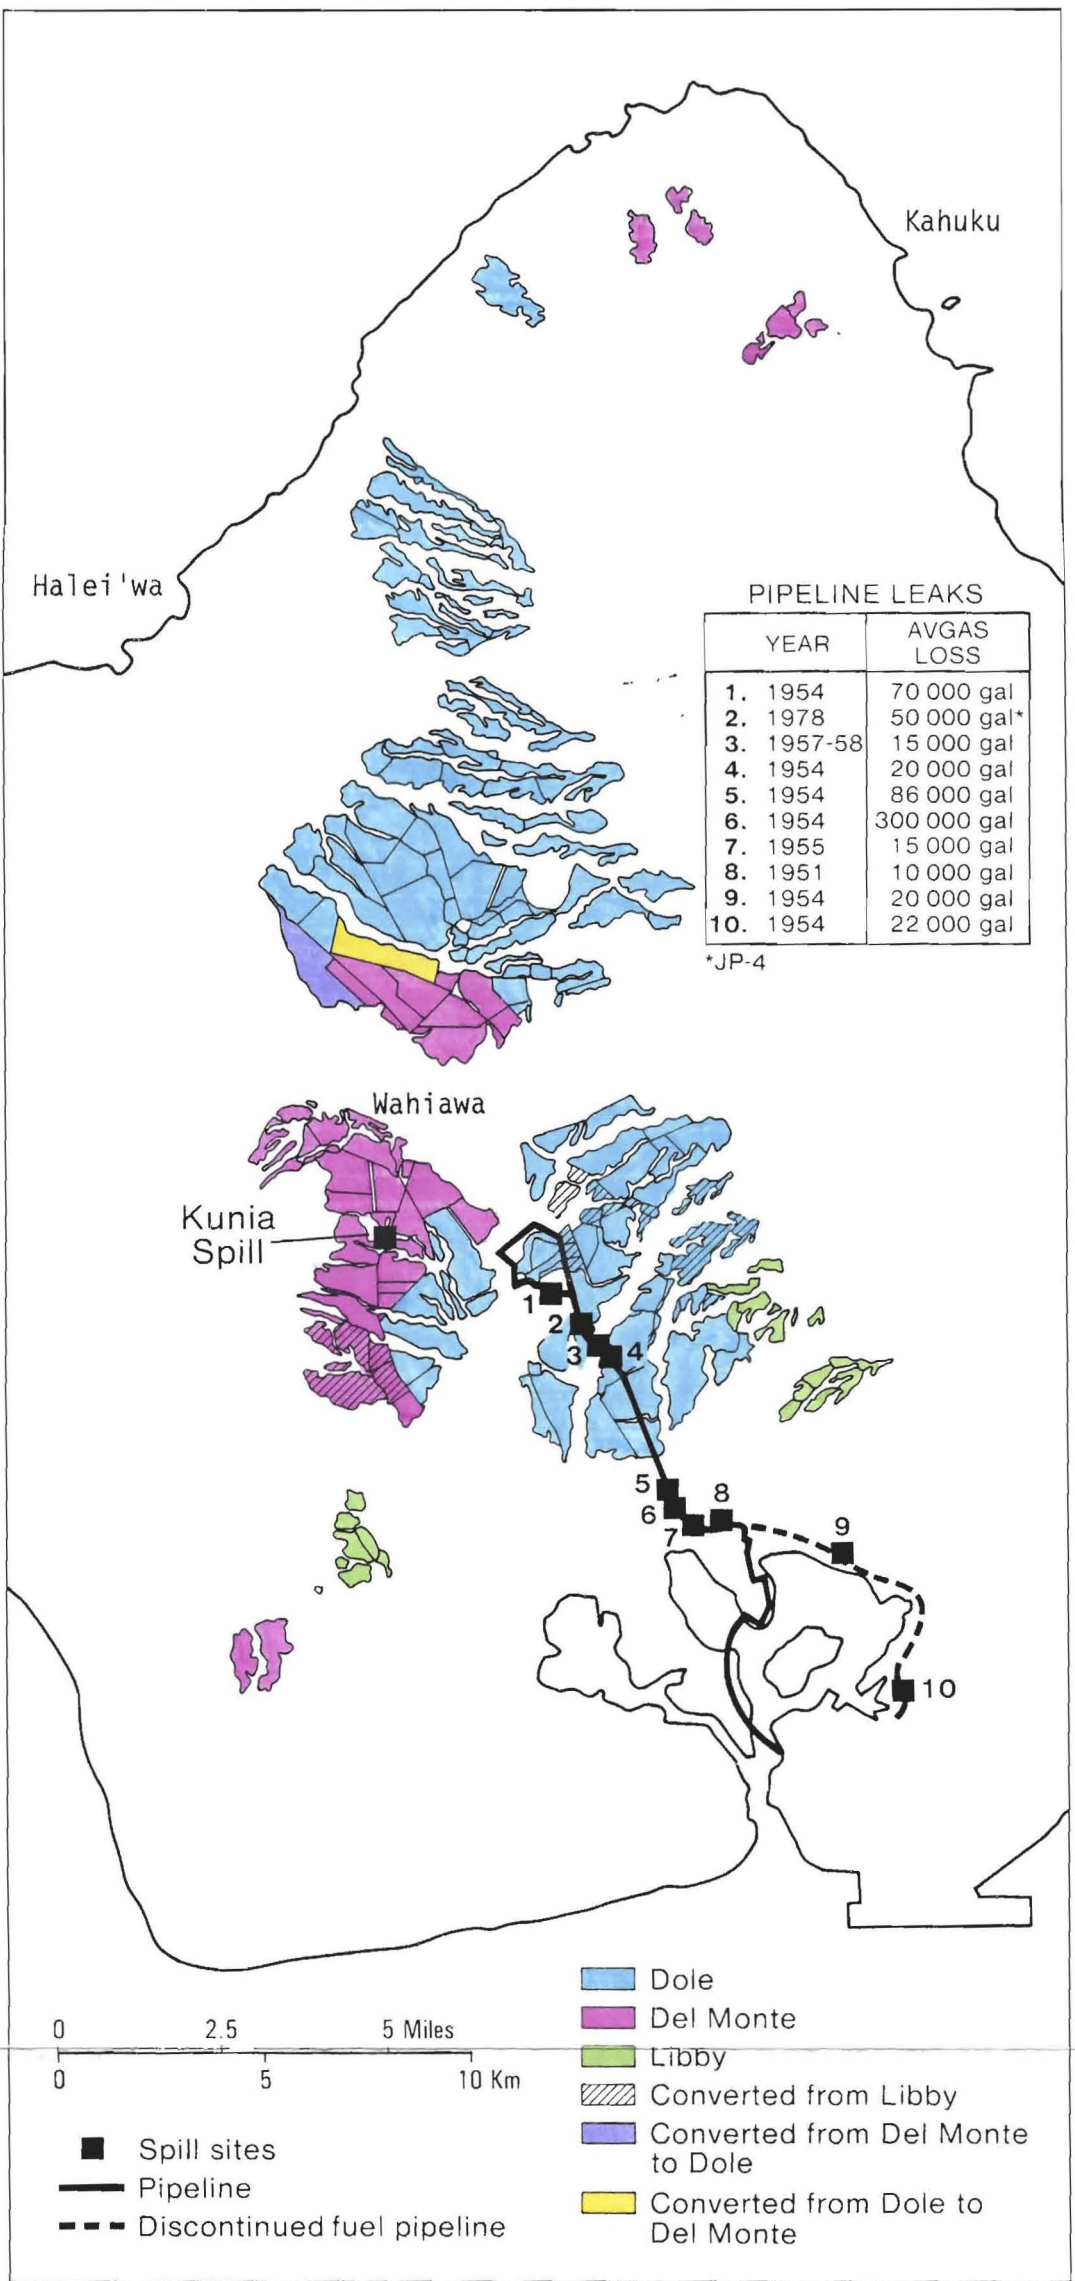 Kahuku
Halei'wa
PIPELINE LEAKS
YEAR AVGAS LOSS
1. 1954 70 000 gal
2. 1978 50 000 gal*
3. 1957-58 15 000 gal
4. 1954 20 000 gal
5. 1954 86 000 gal
6. 1954 300 000 gal
7. 1955 15 000 gal
8. 1951 10 000 gal
9. 1954 20 000 gal
10. 1954 22 000 gal
*JP-4
Wahiawa
Kunia
Spill
1
2
3
4
5
6
7
8
9
10
Dole
Del Monte
Libby
Converted from Libby
Converted from Del Monte
to Dole
Converted from Dole to
Del Monte
0 2.5 5 Miles
0 5 10 Km
Spill sites
Pipeline
Discontinued fuel pipeline